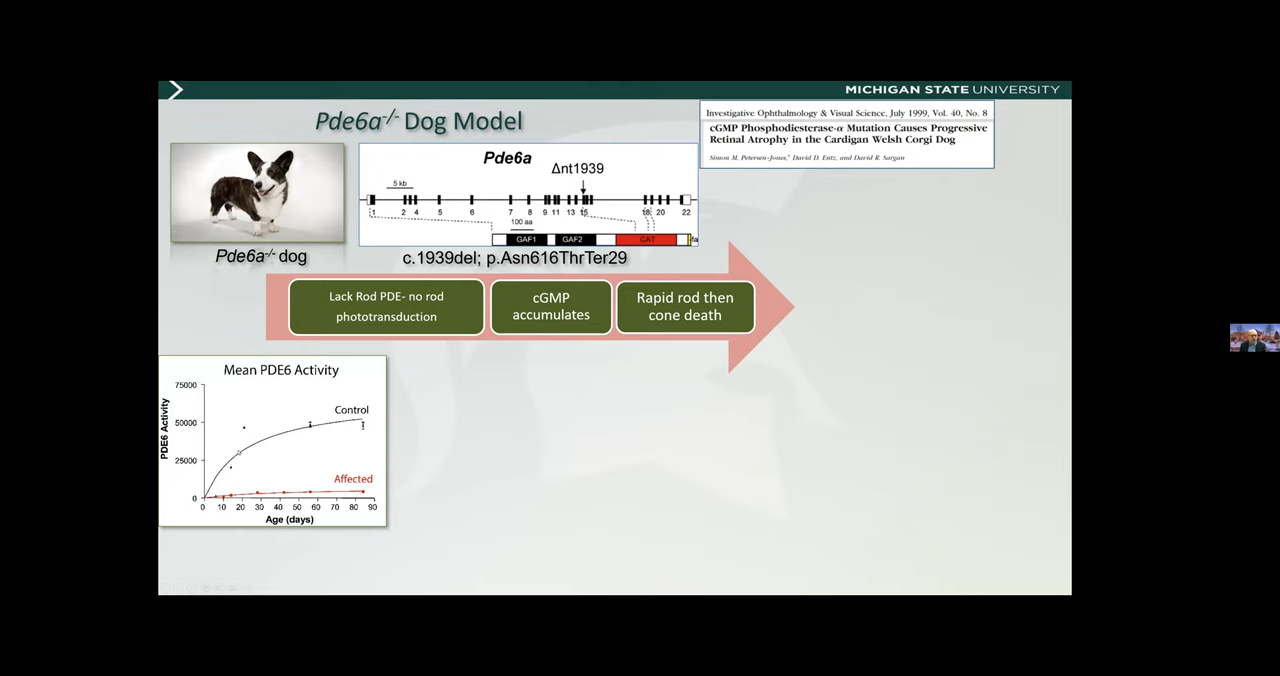 MICHIGAN STATE UNIVERSITY
Pde6a-/- Dog Model
Investigative Ophthalmology & Visual Science, July 1999, Vol. 40, No. 8
cGMP Phosphodiesterase-α Mutation Causes Progressive
Retinal Atrophy in the Cardigan Welsh Corgi Dog
Simon M. Petersen-Jones,¹ David D. Entz, and David R. Sargan
Pde6a
Δnt1939
5 kb
1 2 3 4 5 6 7 8 9 11 13 15 18 20 22
100 aa
GAF1 GAF2 CAT
Pde6a-/- dog
c.1939del; p.Asn616ThrTer29
Lack Rod PDE- no rod
phototransduction
cGMP
accumulates
Rapid rod then
cone death
Mean PDE6 Activity
75000
Control
50000
PDE6 Activity
25000
Affected
0
0 10 20 30 40 50 60 70 80 90
Age (days)